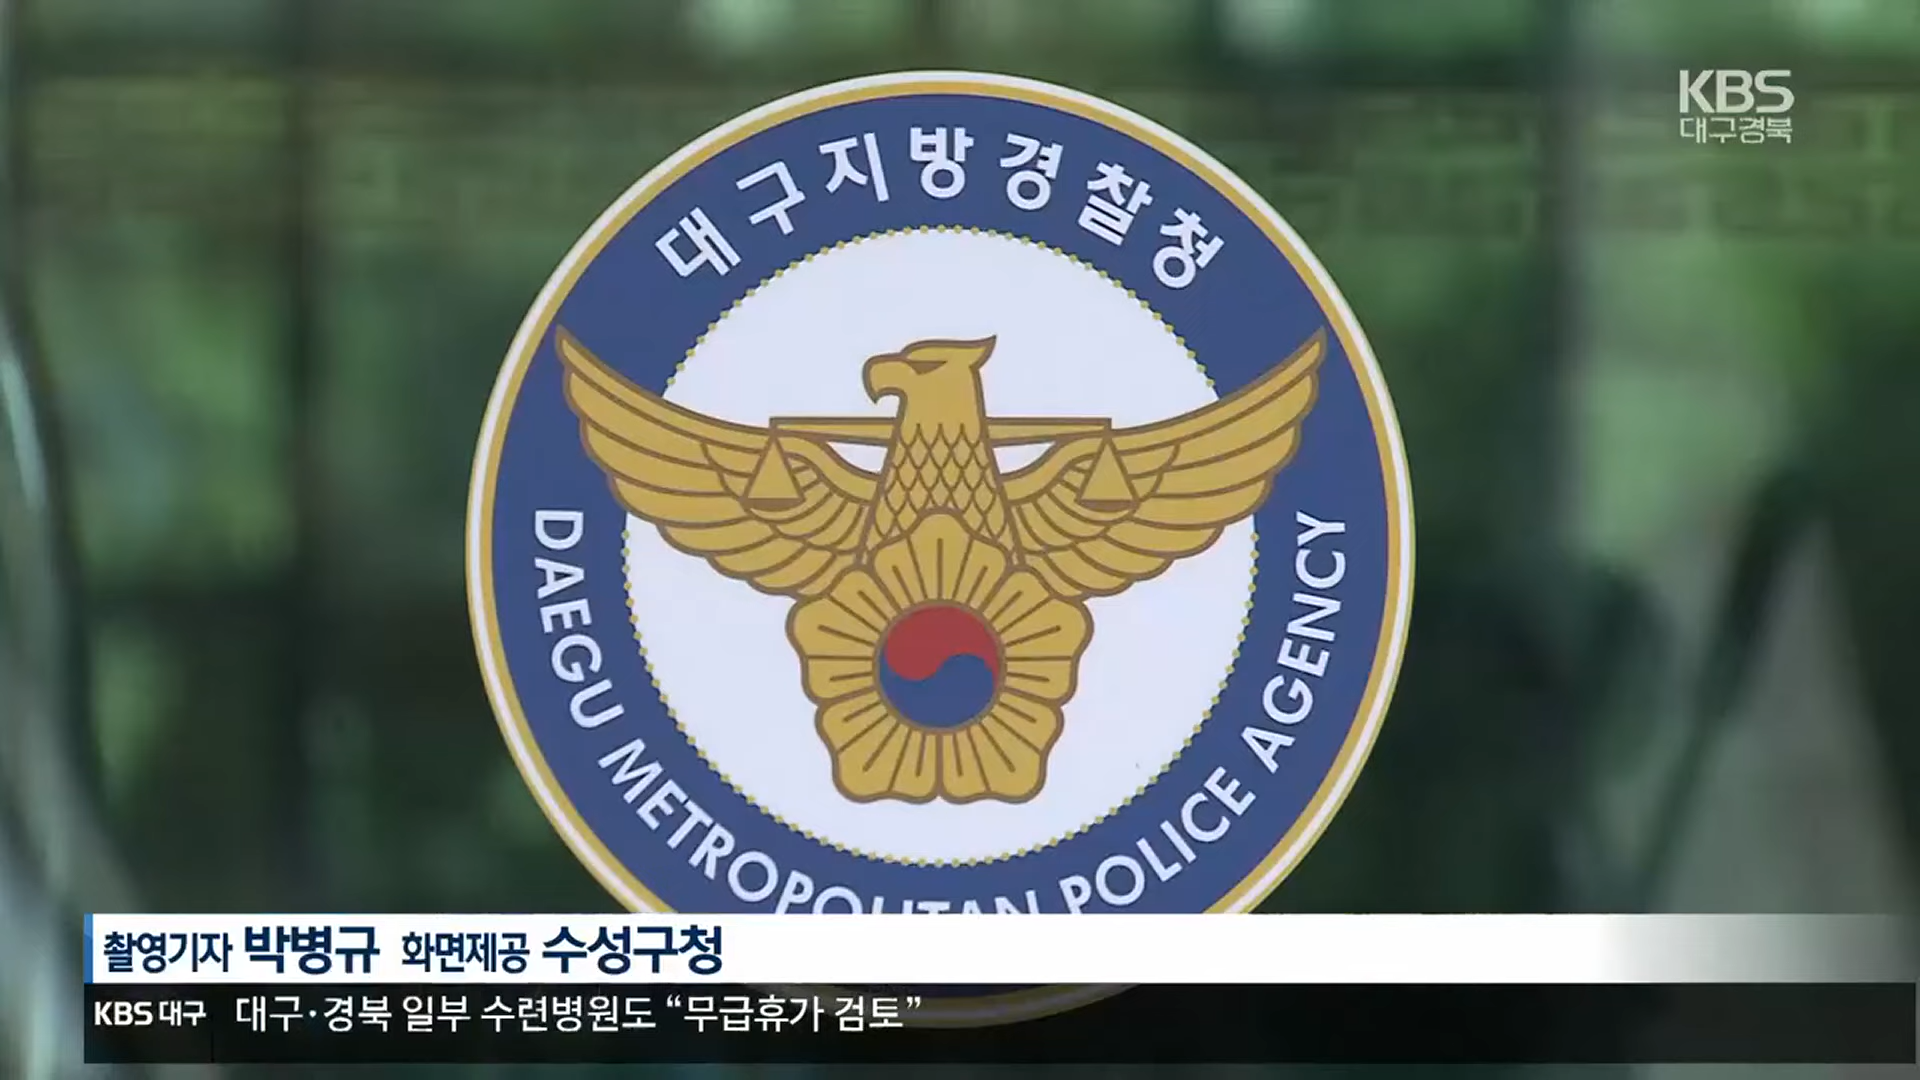 KBS
대구경북
대구지방경찰청
DAEGU METROPOLITAN POLICE AGENCY
촬영기자 박병규 화면제공 수성구청
KBS 대구 대구·경북 일부 수련병원도 “무급휴가 검토”